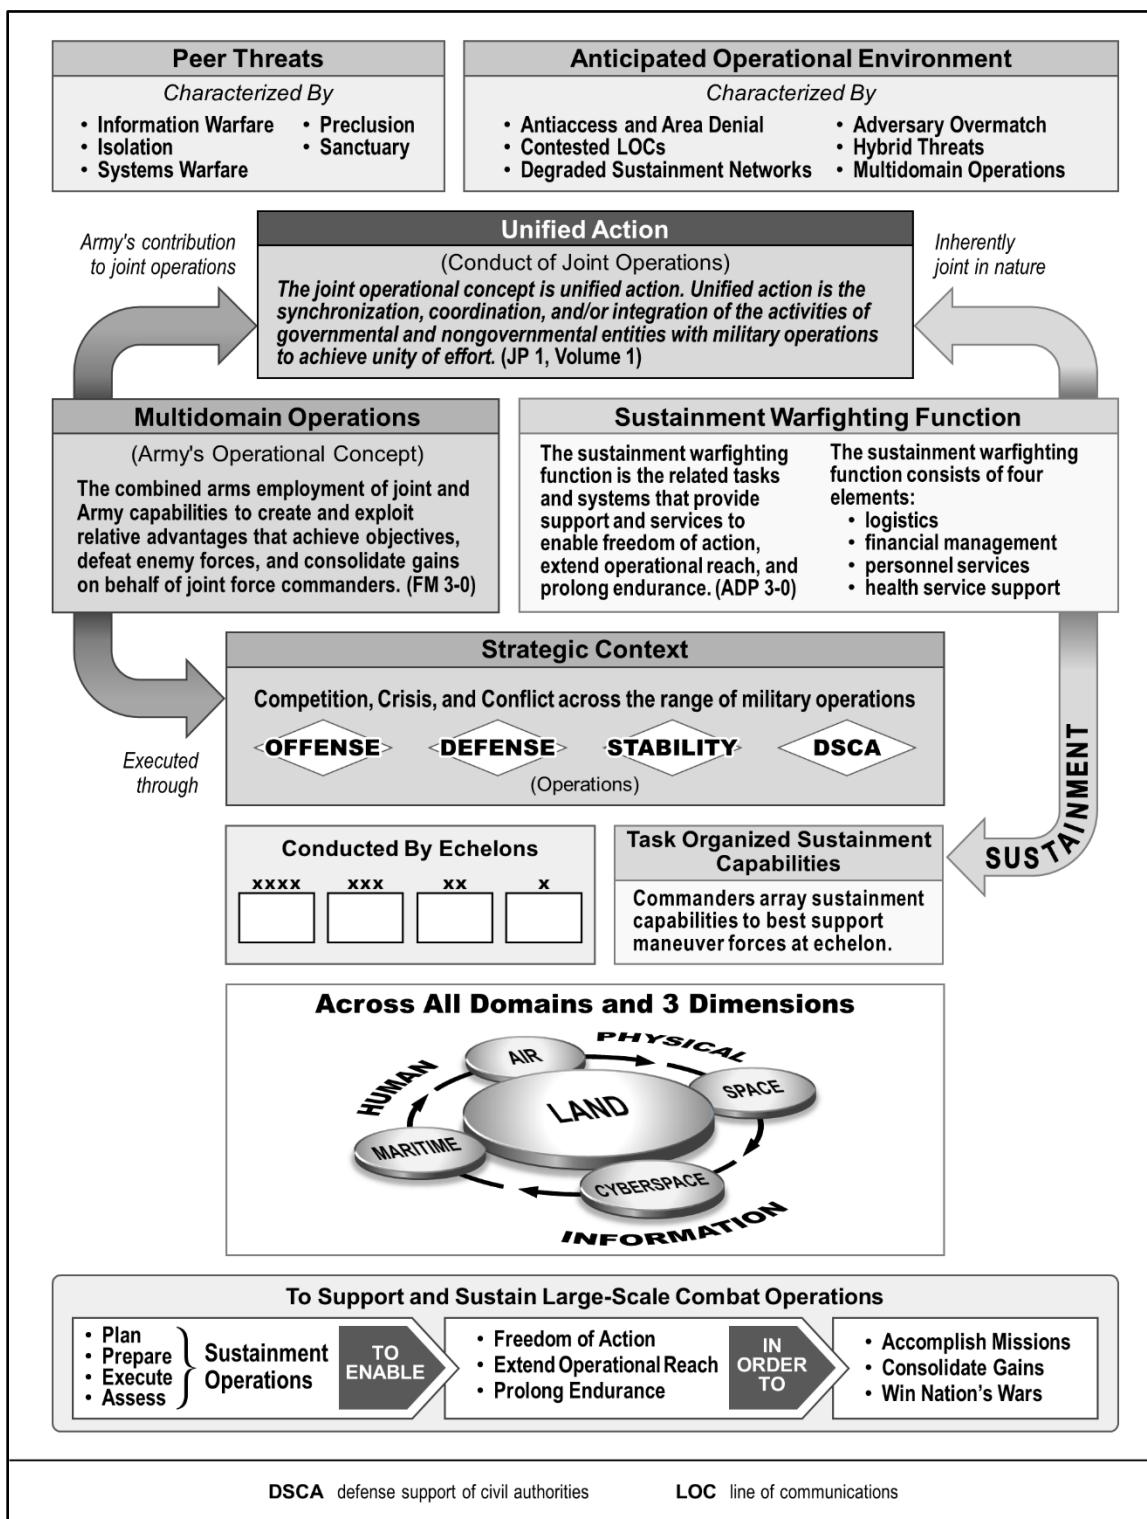 Peer Threats
Characterized By
• Information Warfare
• Isolation
• Systems Warfare
• Preclusion
• Sanctuary
Anticipated Operational Environment
Characterized By
• Antiaccess and Area Denial
• Contested LOCs
• Degraded Sustainment Networks
• Adversary Overmatch
• Hybrid Threats
• Multidomain Operations
Army's contribution
to joint operations
Unified Action
(Conduct of Joint Operations)
The joint operational concept is unified action. Unified action is the
synchronization, coordination, and/or integration of the activities of
governmental and nongovernmental entities with military operations
to achieve unity of effort. (JP 1, Volume 1)
Inherently
joint in nature
Multidomain Operations
(Army's Operational Concept)
The combined arms employment of joint and
Army capabilities to create and exploit
relative advantages that achieve objectives,
defeat enemy forces, and consolidate gains
on behalf of joint force commanders. (FM 3-0)
Sustainment Warfighting Function
The sustainment warfighting
function is the related tasks
and systems that provide
support and services to
enable freedom of action,
extend operational reach, and
prolong endurance. (ADP 3-0)
The sustainment warfighting
function consists of four
elements:
• logistics
• financial management
• personnel services
• health service support
Executed
through
Strategic Context
Competition, Crisis, and Conflict across the range of military operations
OFFENSE
DEFENSE
STABILITY
DSCA
(Operations)
SUSTAINMENT
Conducted By Echelons
xxxx
xxx
xx
x
Task Organized Sustainment
Capabilities
Commanders array sustainment
capabilities to best support
maneuver forces at echelon.
Across All Domains and 3 Dimensions
HUMAN
PHYSICAL
INFORMATION
AIR
SPACE
LAND
MARITIME
CYBERSPACE
To Support and Sustain Large-Scale Combat Operations
• Plan
• Prepare
• Execute
• Assess
Sustainment
Operations
TO
ENABLE
• Freedom of Action
• Extend Operational Reach
• Prolong Endurance
IN
ORDER
TO
• Accomplish Missions
• Consolidate Gains
• Win Nation's Wars
DSCA defense support of civil authorities
LOC line of communications